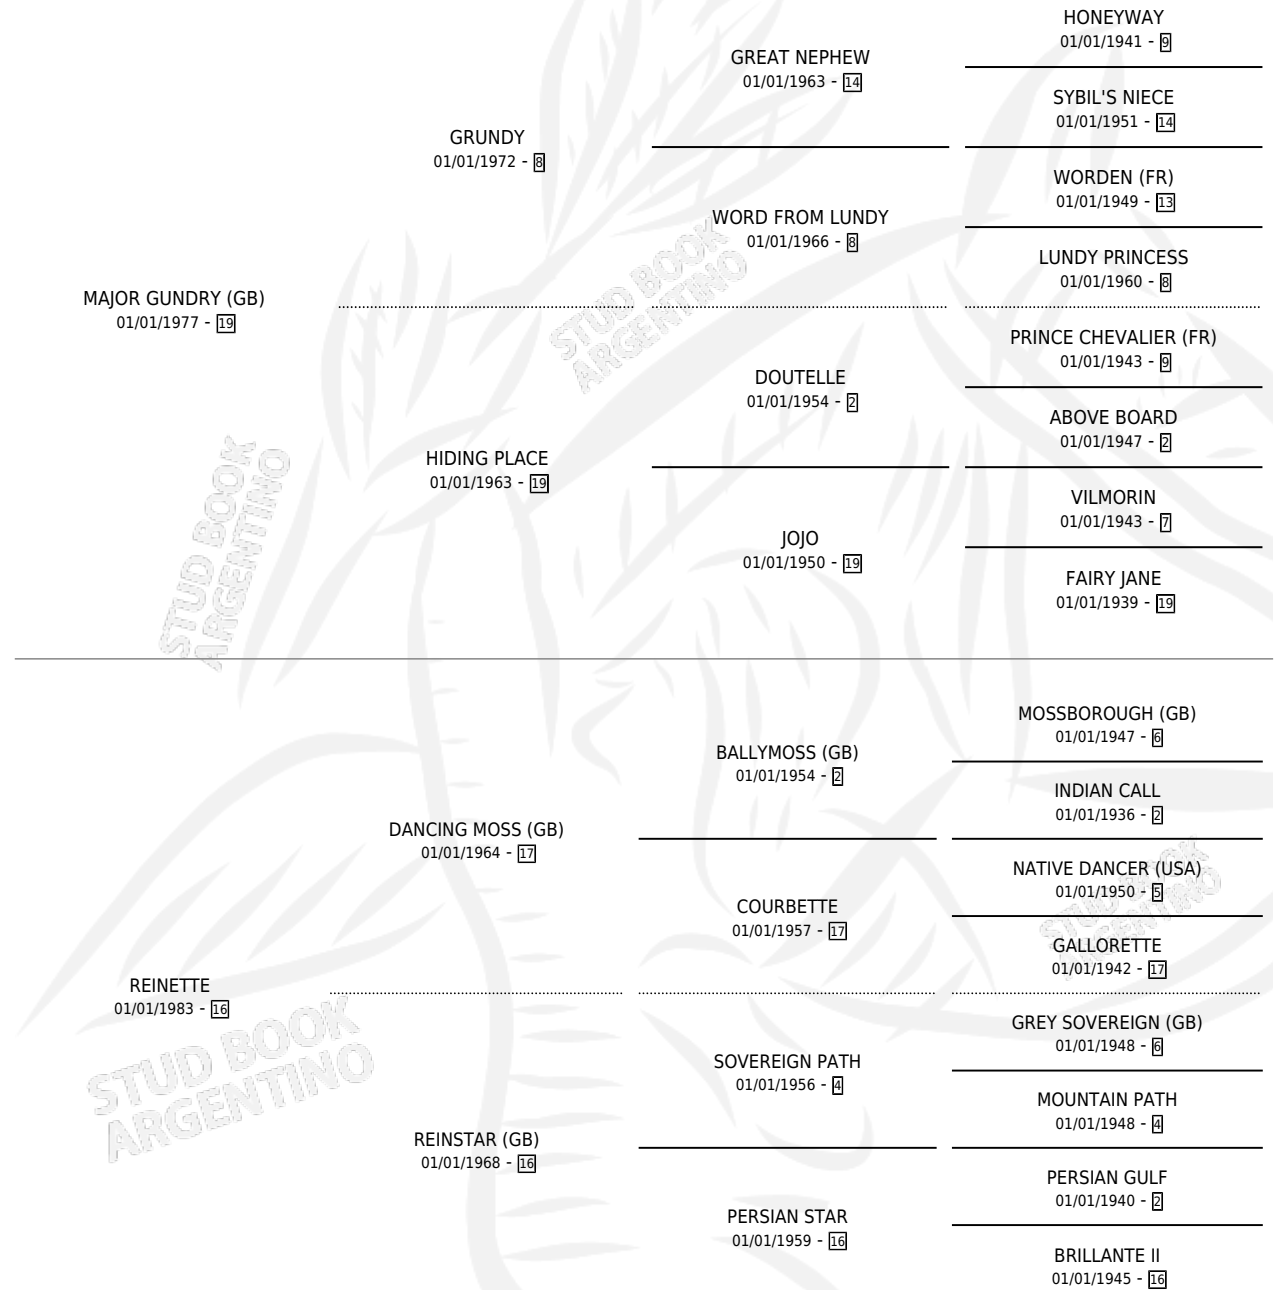 HONEYWAY
01/01/1941 - 9
GREAT NEPHEW
01/01/1963 - 14
SYBIL'S NIECE
01/01/1951 - 14
GRUNDY
01/01/1972 - 8
WORDEN (FR)
01/01/1949 - 13
WORD FROM LUNDY
01/01/1966 - 8
LUNDY PRINCESS
01/01/1960 - 8
MAJOR GUNDRY (GB)
01/01/1977 - 19
STUD BOOK
ARGENTINO
PRINCE CHEVALIER (FR)
01/01/1943 - 9
DOUTELLE
01/01/1954 - 2
ABOVE BOARD
01/01/1947 - 2
HIDING PLACE
01/01/1963 - 19
VILMORIN
01/01/1943 - 7
JOJO
01/01/1950 - 19
FAIRY JANE
01/01/1939 - 19
STUD BOOK
ARGENTINO
MOSSBOROUGH (GB)
01/01/1947 - 6
BALLYMOSS (GB)
01/01/1954 - 2
INDIAN CALL
01/01/1936 - 2
DANCING MOSS (GB)
01/01/1964 - 17
NATIVE DANCER (USA)
01/01/1950 - 5
COURBETTE
01/01/1957 - 17
GALLORETTE
01/01/1942 - 17
STUD BOOK
ARGENTINO
REINETTE
01/01/1983 - 16
GREY SOVEREIGN (GB)
01/01/1948 - 6
SOVEREIGN PATH
01/01/1956 - 4
MOUNTAIN PATH
01/01/1948 - 4
STUD BOOK
ARGENTINO
REINSTAR (GB)
01/01/1968 - 16
PERSIAN GULF
01/01/1940 - 2
PERSIAN STAR
01/01/1959 - 16
BRILLANTE II
01/01/1945 - 16